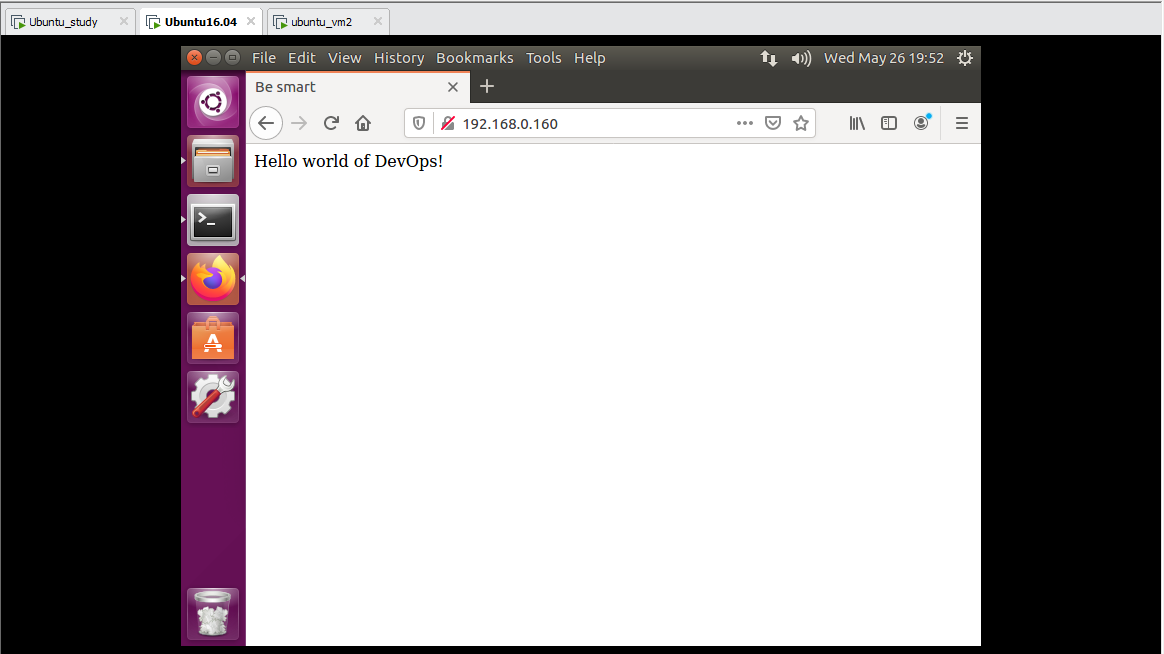 Ubuntu_study Ubuntu16.04 ubuntu_vm2
File Edit View History Bookmarks Tools Help Wed May 26 19:52
Be smart
192.168.0.160
Hello world of DevOps!